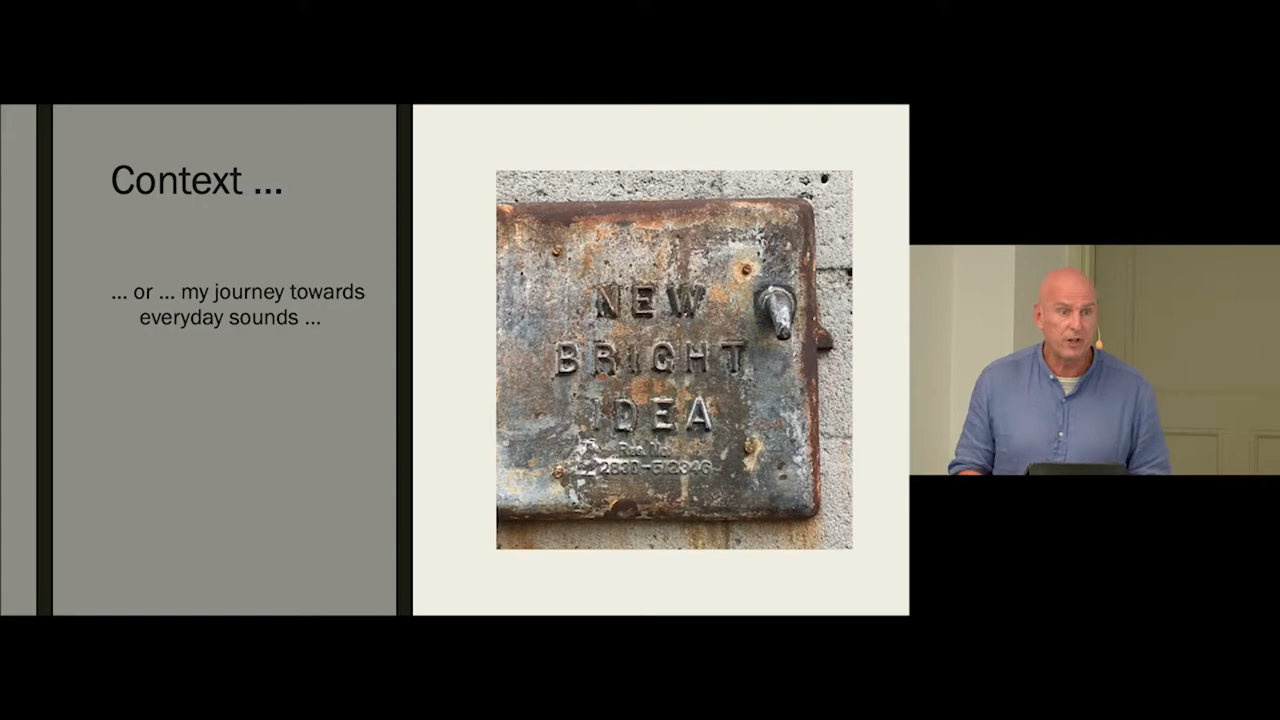 Context ...
... or ... my journey towards
everyday sounds ...
NEW
BRIGHT
IDEA